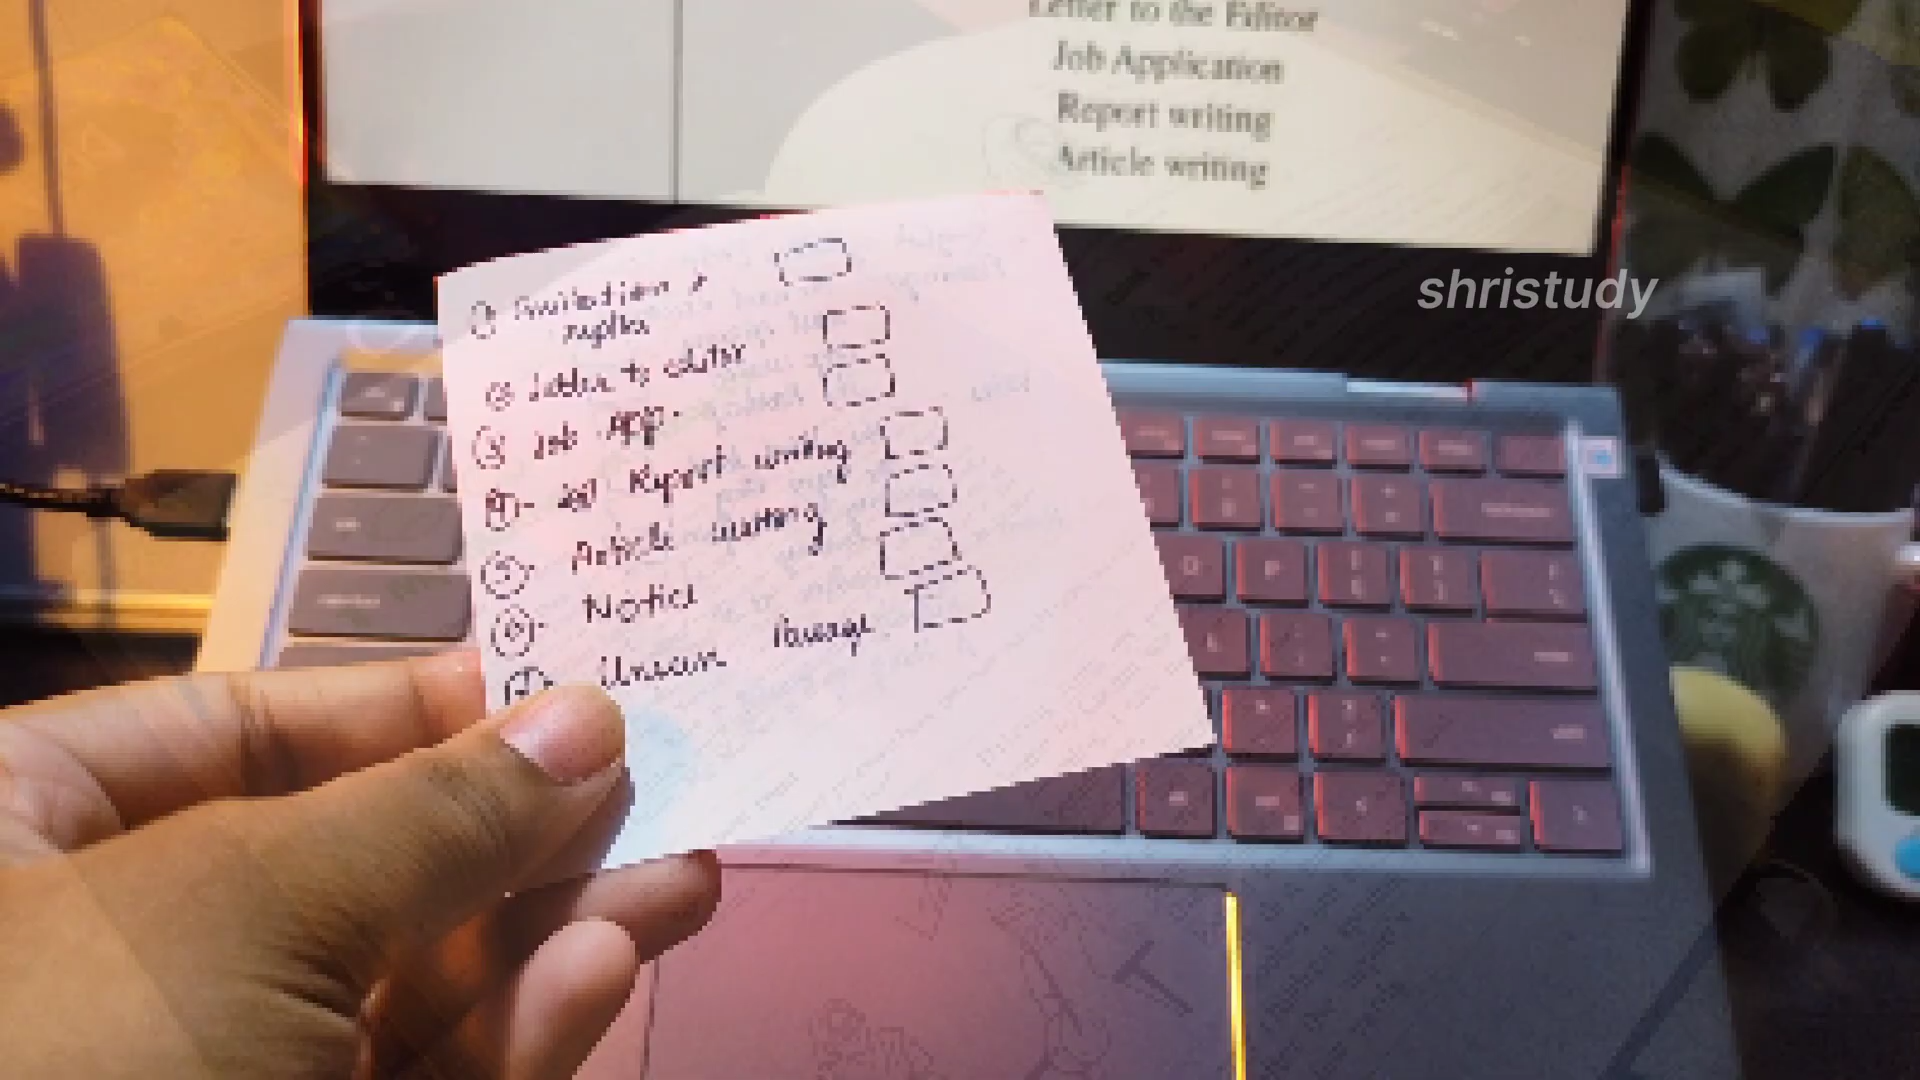 Letter to the Editor
Job Application
Report writing
Article writing
shristudy
① Invitation &
replies
② Letter to editor
③ Job App.
④ Report writing
⑤ Article writing
⑥ Notice
⑦ Unseen Passage